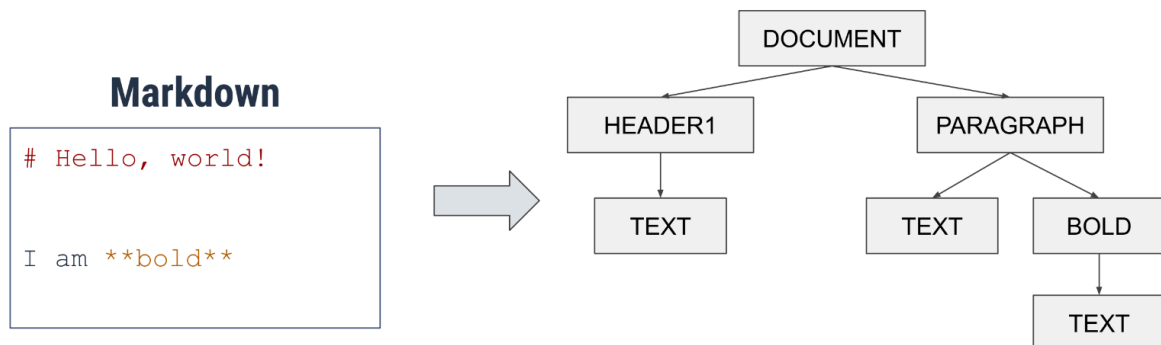 Markdown
# Hello, world!
I am **bold**
DOCUMENT
HEADER1
PARAGRAPH
TEXT
TEXT
BOLD
TEXT